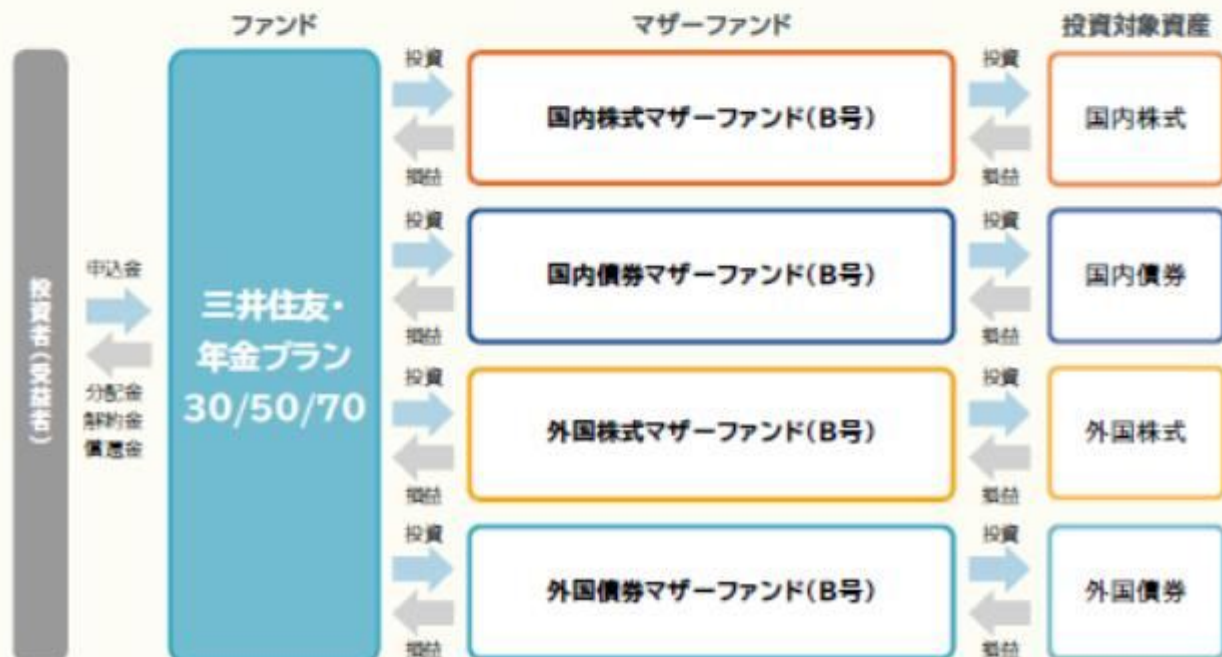 ファンド
マザーファンド
投資対象資産
投資者(受益者)
申込金
分配金
解約金
償還金
三井住友・
年金プラン
30/50/70
投資
損益
国内株式マザーファンド(B号)
投資
損益
国内株式
投資
損益
国内債券マザーファンド(B号)
投資
損益
国内債券
投資
損益
外国株式マザーファンド(B号)
投資
損益
外国株式
投資
損益
外国債券マザーファンド(B号)
投資
損益
外国債券